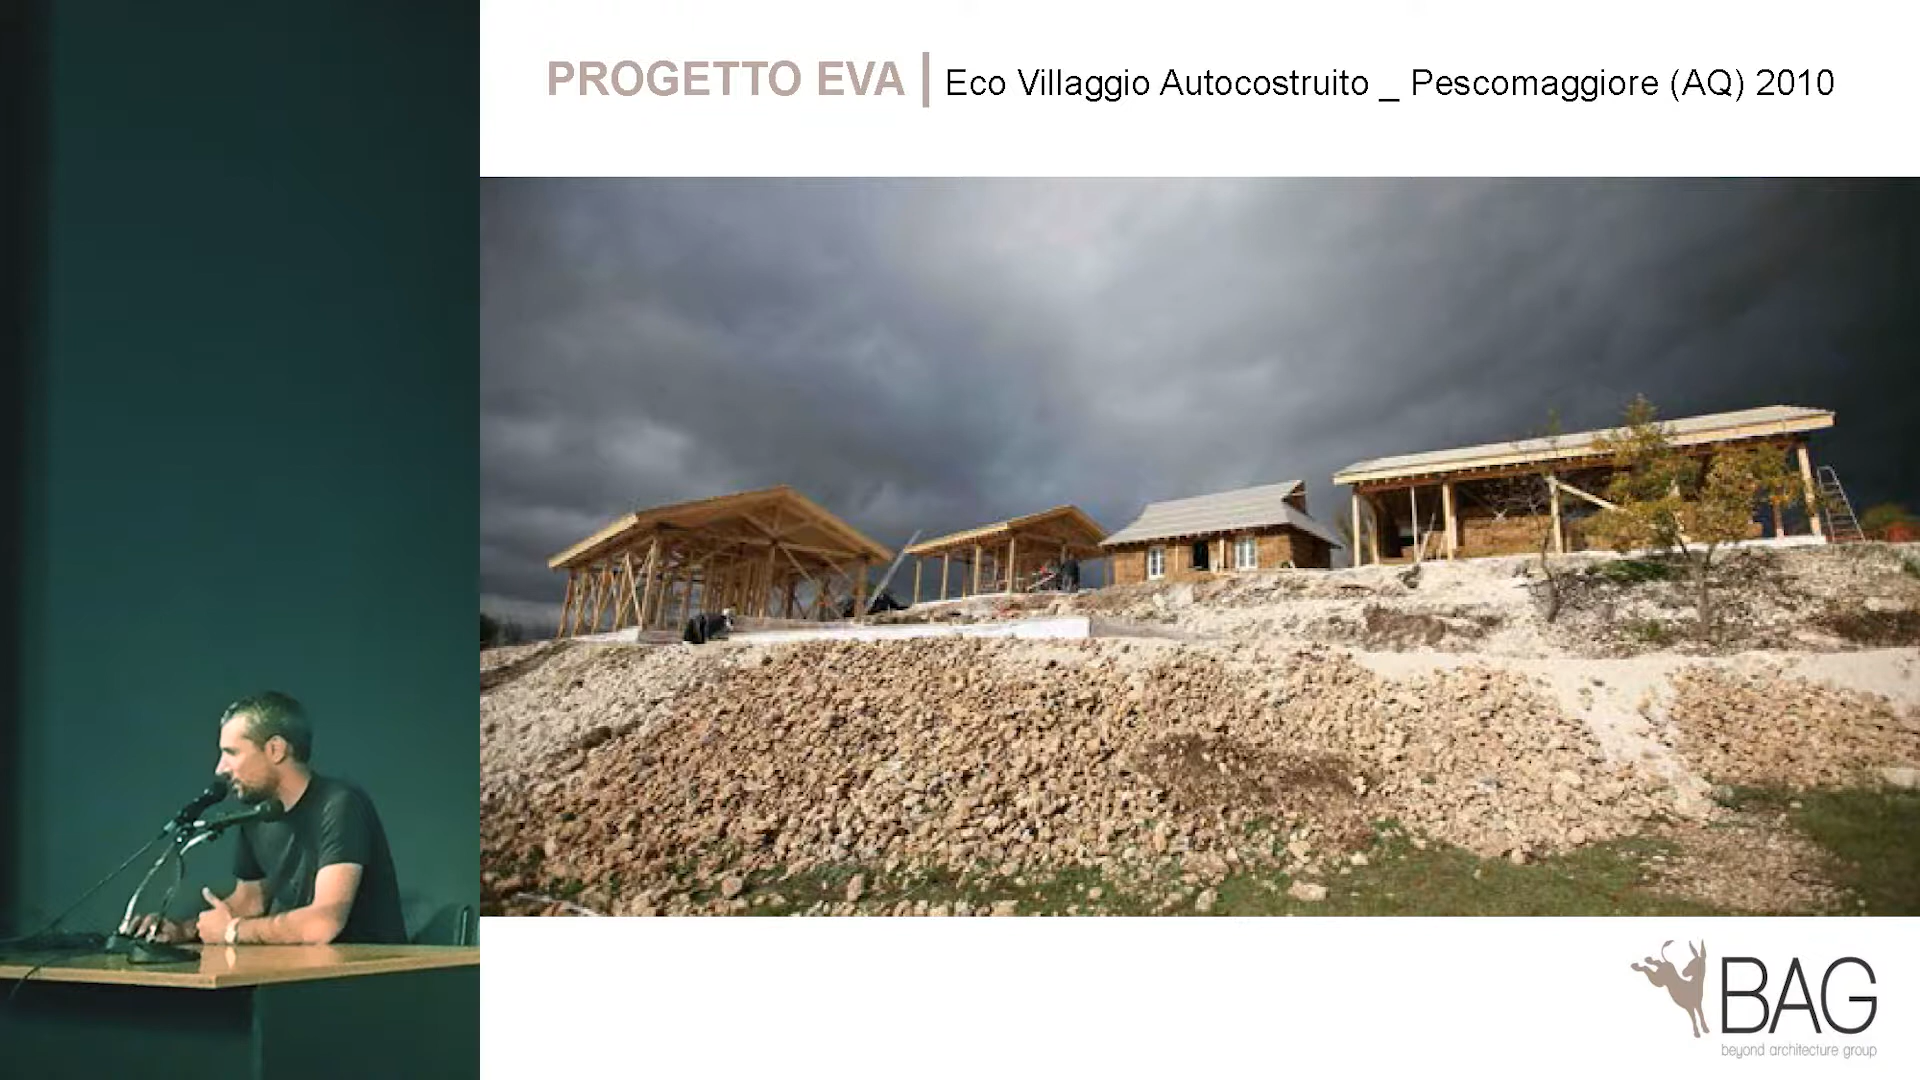 PROGETTO EVA | Eco Villaggio Autocostruito _ Pescomaggiore (AQ) 2010
BAG
beyond architecture group